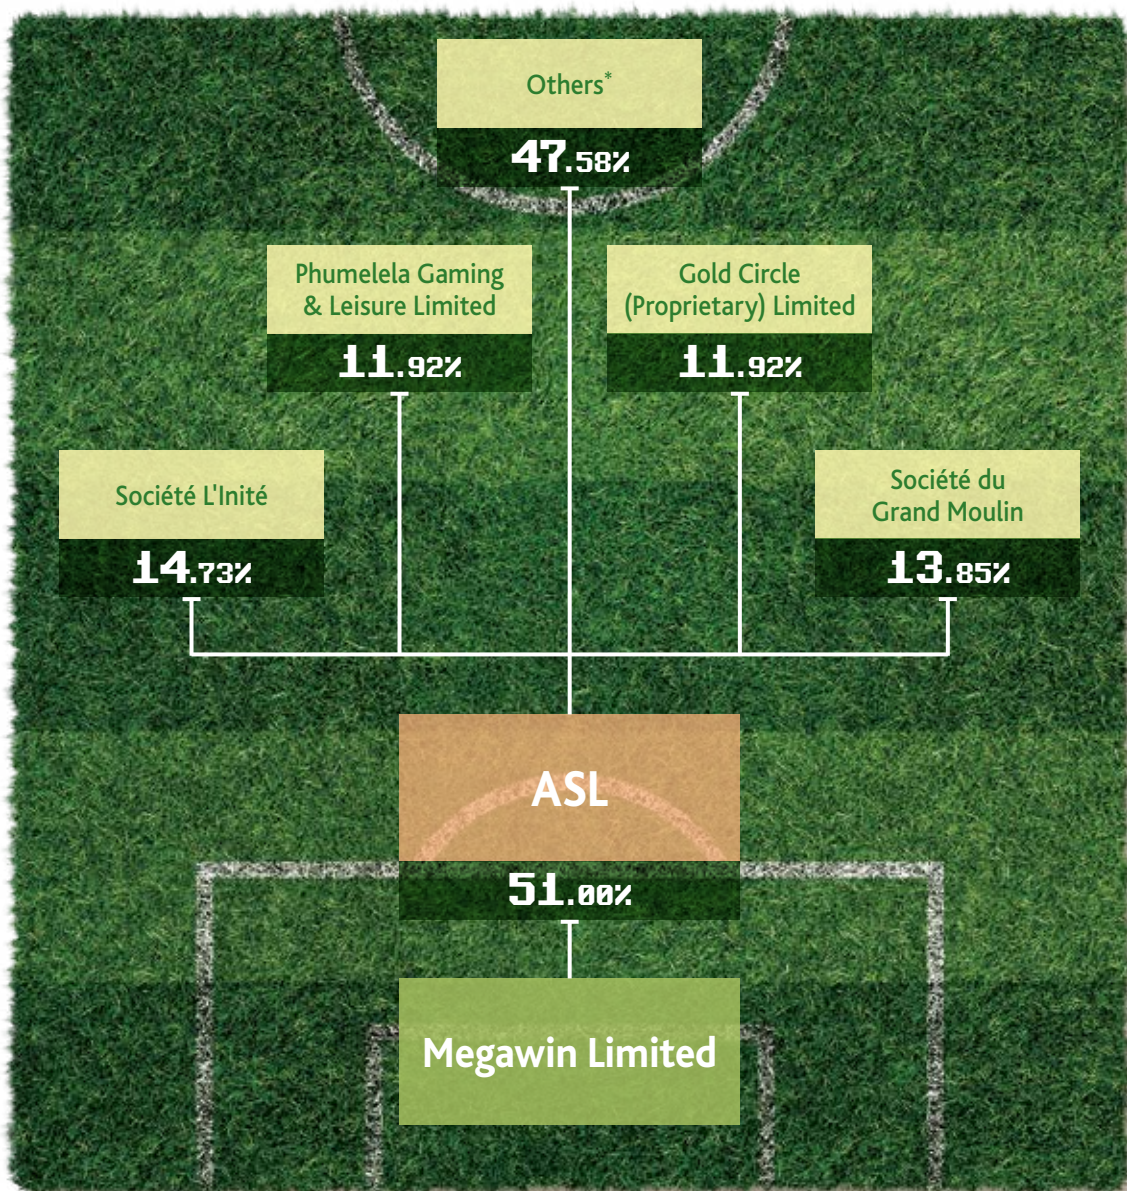 Others*
47.58%
Phumelela Gaming
& Leisure Limited
11.92%
Gold Circle
(Proprietary) Limited
11.92%
Société L'Inité
14.73%
Société du
Grand Moulin
13.85%
ASL
51.00%
Megawin Limited